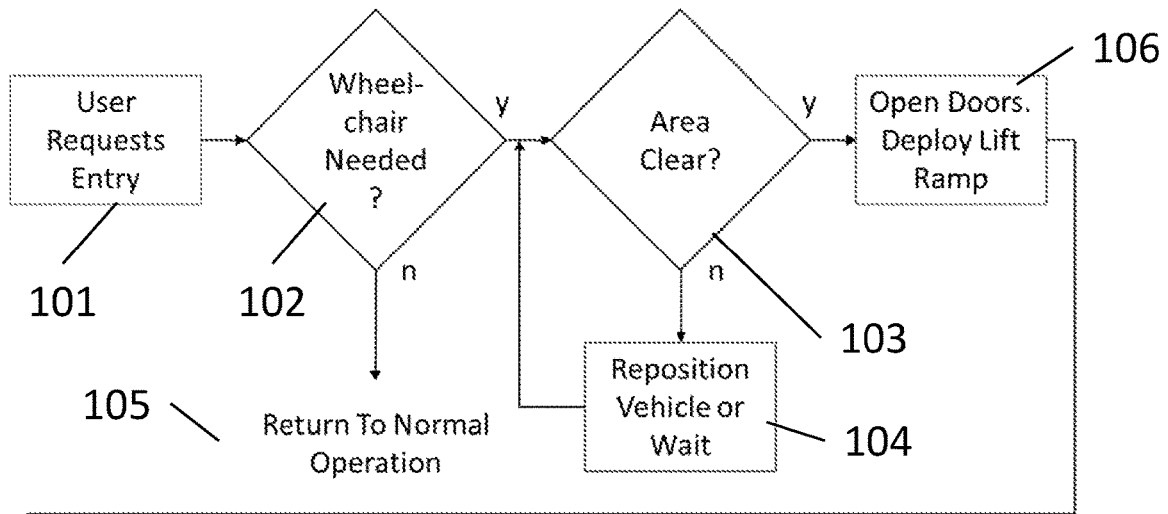 User
Requests
Entry
101
Wheel-
chair
Needed
?
102
y
n
Area
Clear?
103
y
n
Open Doors.
Deploy Lift
Ramp
106
Reposition
Vehicle or
Wait
104
105
Return To Normal
Operation